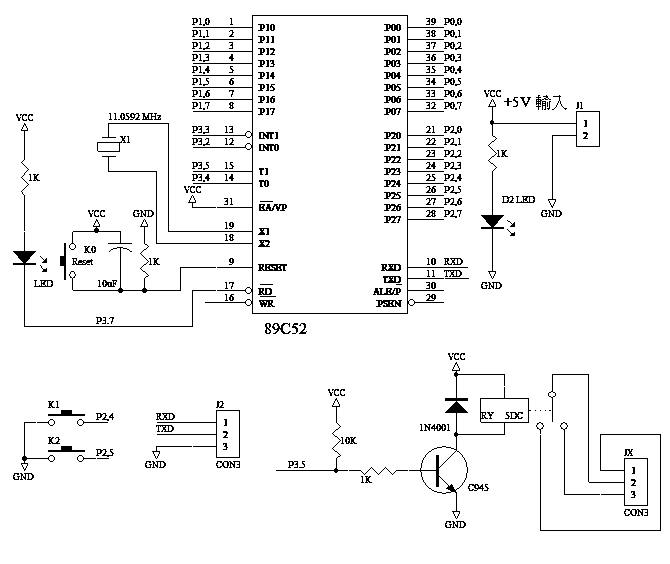 P1,0 1 P10 P00 39 P0,0
P1,1 2 P11 P01 38 P0,1
P1,2 3 P12 P02 37 P0,2
P1,3 4 P13 P03 36 P0,3
P1,4 5 P14 P04 35 P0,4
P1,5 6 P15 P05 34 P0,5
P1,6 7 P16 P06 33 P0,6
P1,7 8 P17 P07 32 P0,7
VCC +5V 輸入 J1
1
2
VCC
11.0592 MHz
X1
1K
P3,3 13 INT1 P20 21 P2,0
P3,2 12 INT0 P21 22 P2,1
P22 23 P2,2
P3,5 15 T1 P23 24 P2,3
P3,4 14 T0 P24 25 P2,4
P25 26 P2,5
VCC 31 EA/VP P26 27 P2,6
P27 28 P2,7
1K
D2 LED
GND
GND
19 X1
18 X2
VCC GND
K0
Reset
1K
10uF
LED
9 RESET RXD 10 RXD
TXD 11 TXD
17 RD ALE/P 30
16 WR PSEN 29
P3.7
89C52
K1
P2,4
K2
P2,5
GND
J2
RXD 1
TXD 2
3
GND
CON3
VCC
10K
P3.5
1K
VCC
1N4001
RY 5DC
C945
GND
JX
1
2
3
CON3